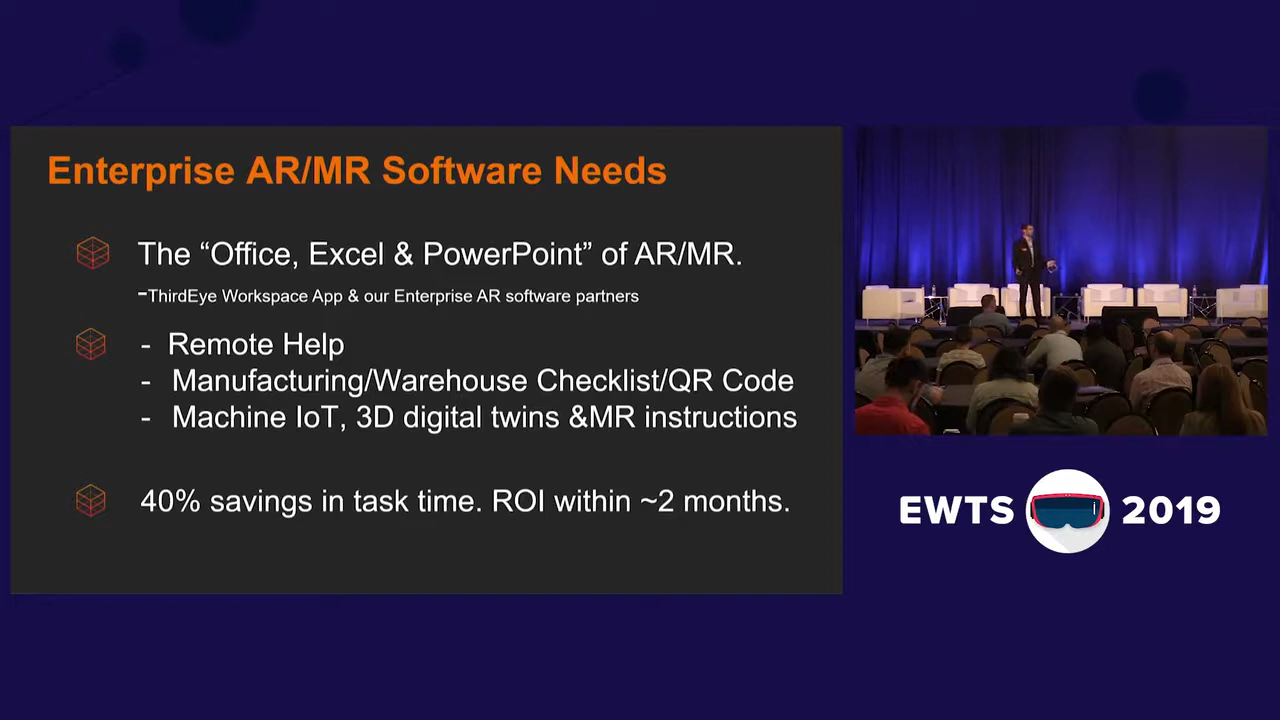 Enterprise AR/MR Software Needs
The “Office, Excel & PowerPoint” of AR/MR.
-ThirdEye Workspace App & our Enterprise AR software partners
- Remote Help
- Manufacturing/Warehouse Checklist/QR Code
- Machine IoT, 3D digital twins &MR instructions
40% savings in task time. ROI within ~2 months.
EWTS 2019